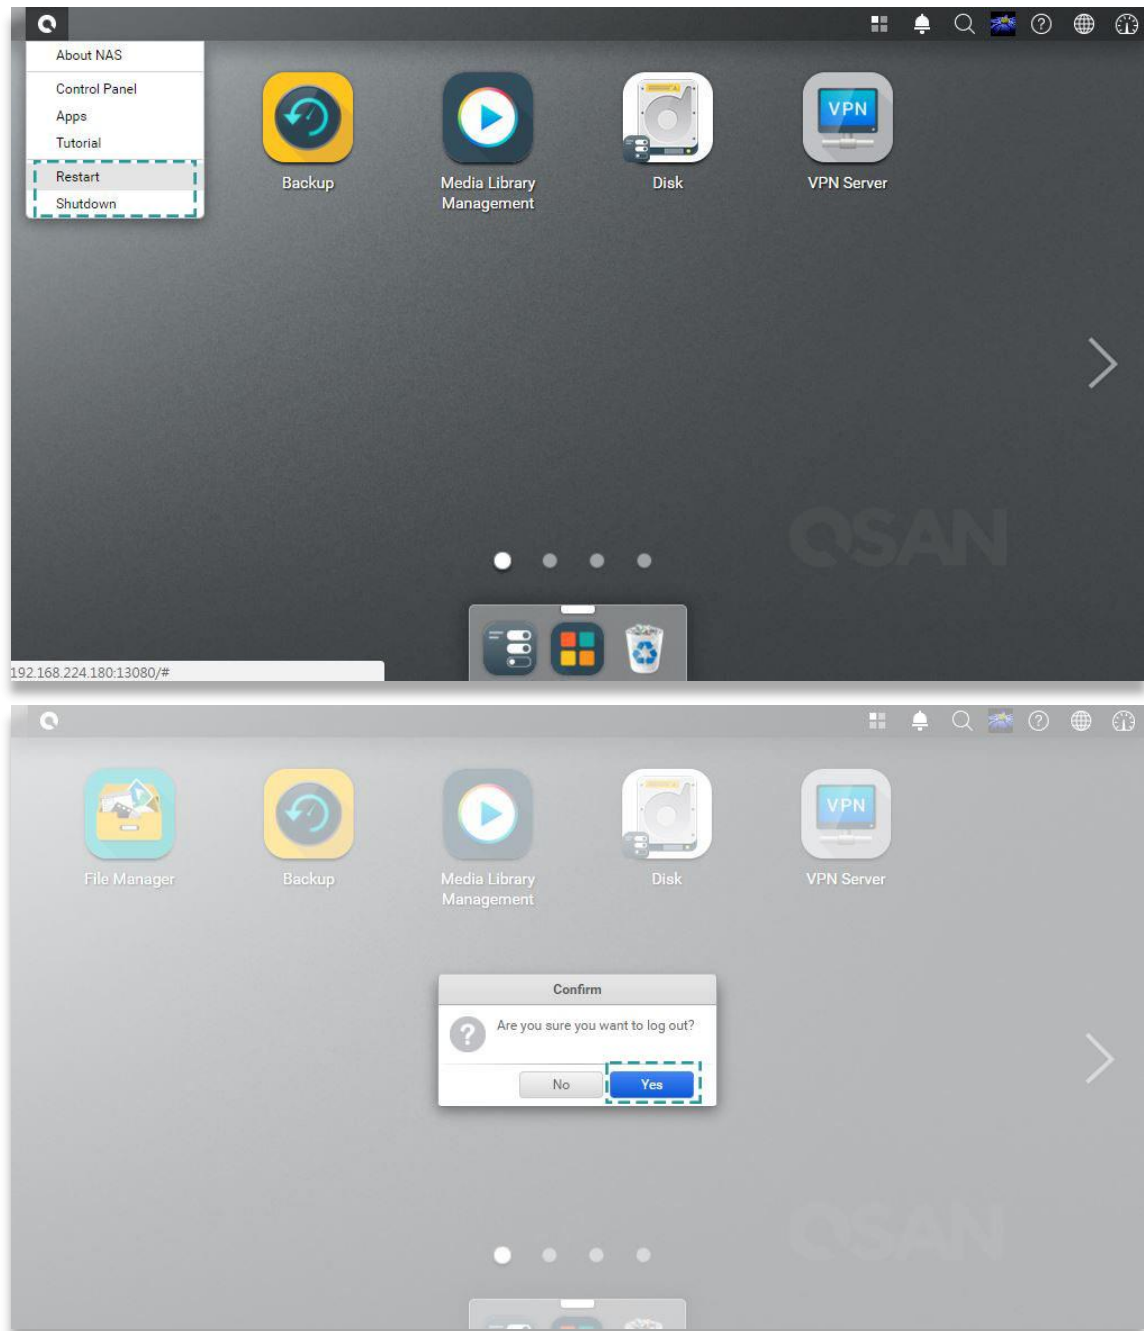 About NAS
Control Panel
Apps
Tutorial
Restart
Shutdown
Backup
Media Library
Management
Disk
VPN
VPN Server
QSAN
192.168.224.180:13080/#
File Manager
Backup
Media Library
Management
Disk
VPN
VPN Server
Confirm
Are you sure you want to log out?
No
Yes
QSAN